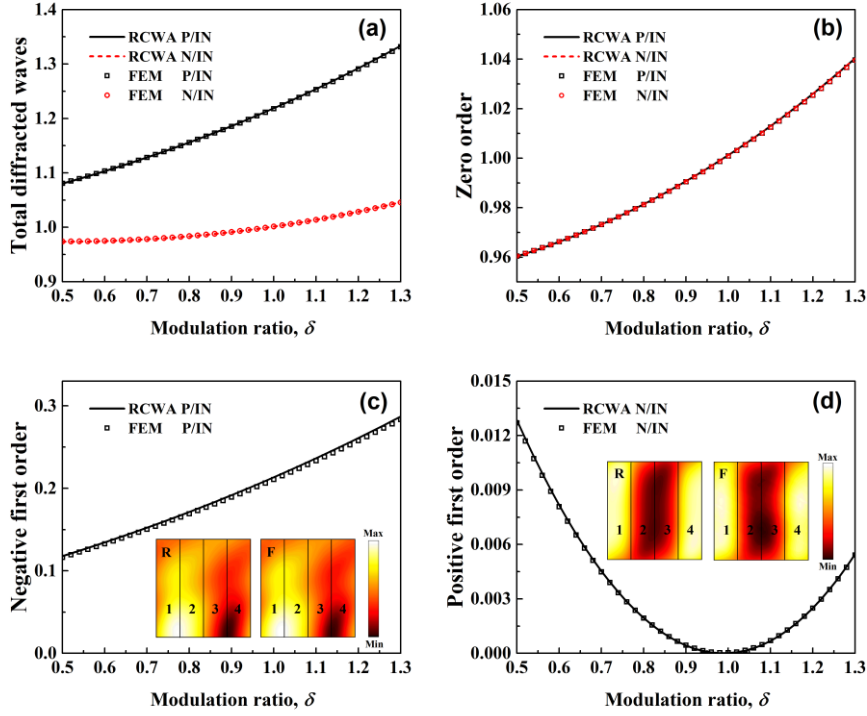 (a)
RCWA P/IN
RCWA N/IN
FEM P/IN
FEM N/IN
1.4
1.3
1.2
1.1
1.0
0.9
Total diffracted waves
0.5 0.6 0.7 0.8 0.9 1.0 1.1 1.2 1.3
Modulation ratio, δ
(b)
RCWA P/IN
RCWA N/IN
FEM P/IN
FEM N/IN
1.06
1.04
1.02
1.00
0.98
0.96
Zero order
0.5 0.6 0.7 0.8 0.9 1.0 1.1 1.2 1.3
Modulation ratio, δ
(c)
RCWA P/IN
FEM P/IN
0.3
0.2
0.1
0.0
Negative first order
R
1 2 3 4
F
1 2 3 4
Max
Min
0.5 0.6 0.7 0.8 0.9 1.0 1.1 1.2 1.3
Modulation ratio, δ
(d)
RCWA N/IN
FEM N/IN
0.015
0.012
0.009
0.006
0.003
0.000
Positive first order
R
1 2 3 4
F
1 2 3 4
Max
Min
0.5 0.6 0.7 0.8 0.9 1.0 1.1 1.2 1.3
Modulation ratio, δ